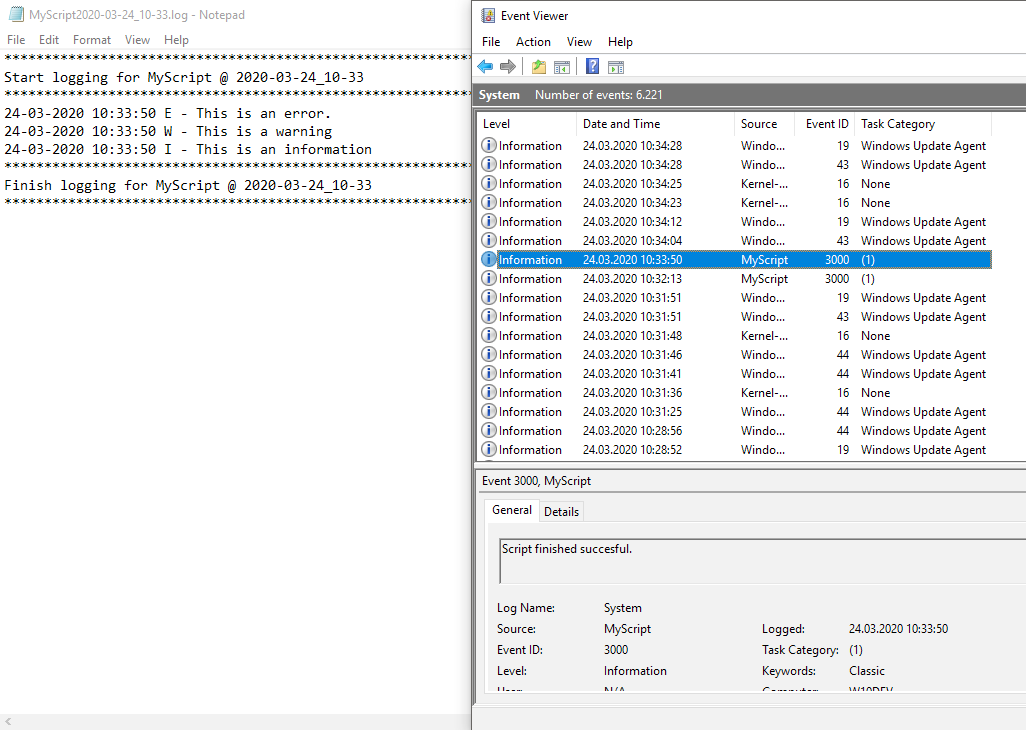 MyScript2020-03-24_10-33.log - Notepad
File Edit Format View Help
**********************************************************
Start logging for MyScript @ 2020-03-24_10-33
**********************************************************
24-03-2020 10:33:50 E - This is an error.
24-03-2020 10:33:50 W - This is a warning
24-03-2020 10:33:50 I - This is an information
**********************************************************
Finish logging for MyScript @ 2020-03-24_10-33
**********************************************************
Event Viewer
File Action View Help
System Number of events: 6.221
Level Date and Time Source Event ID Task Category
Information 24.03.2020 10:34:28 Windo... 19 Windows Update Agent
Information 24.03.2020 10:34:28 Windo... 43 Windows Update Agent
Information 24.03.2020 10:34:25 Kernel-... 16 None
Information 24.03.2020 10:34:23 Kernel-... 16 None
Information 24.03.2020 10:34:12 Windo... 19 Windows Update Agent
Information 24.03.2020 10:34:04 Windo... 43 Windows Update Agent
Information 24.03.2020 10:33:50 MyScript 3000 (1)
Information 24.03.2020 10:32:13 MyScript 3000 (1)
Information 24.03.2020 10:31:51 Windo... 19 Windows Update Agent
Information 24.03.2020 10:31:51 Windo... 43 Windows Update Agent
Information 24.03.2020 10:31:48 Kernel-... 16 None
Information 24.03.2020 10:31:46 Windo... 44 Windows Update Agent
Information 24.03.2020 10:31:41 Windo... 44 Windows Update Agent
Information 24.03.2020 10:31:36 Kernel-... 16 None
Information 24.03.2020 10:31:25 Windo... 44 Windows Update Agent
Information 24.03.2020 10:28:56 Windo... 44 Windows Update Agent
Information 24.03.2020 10:28:52 Windo... 19 Windows Update Agent
Event 3000, MyScript
General Details
Script finished succesful.
Log Name: System
Source: MyScript Logged: 24.03.2020 10:33:50
Event ID: 3000 Task Category: (1)
Level: Information Keywords: Classic
User: N/A Computer: W10DEV